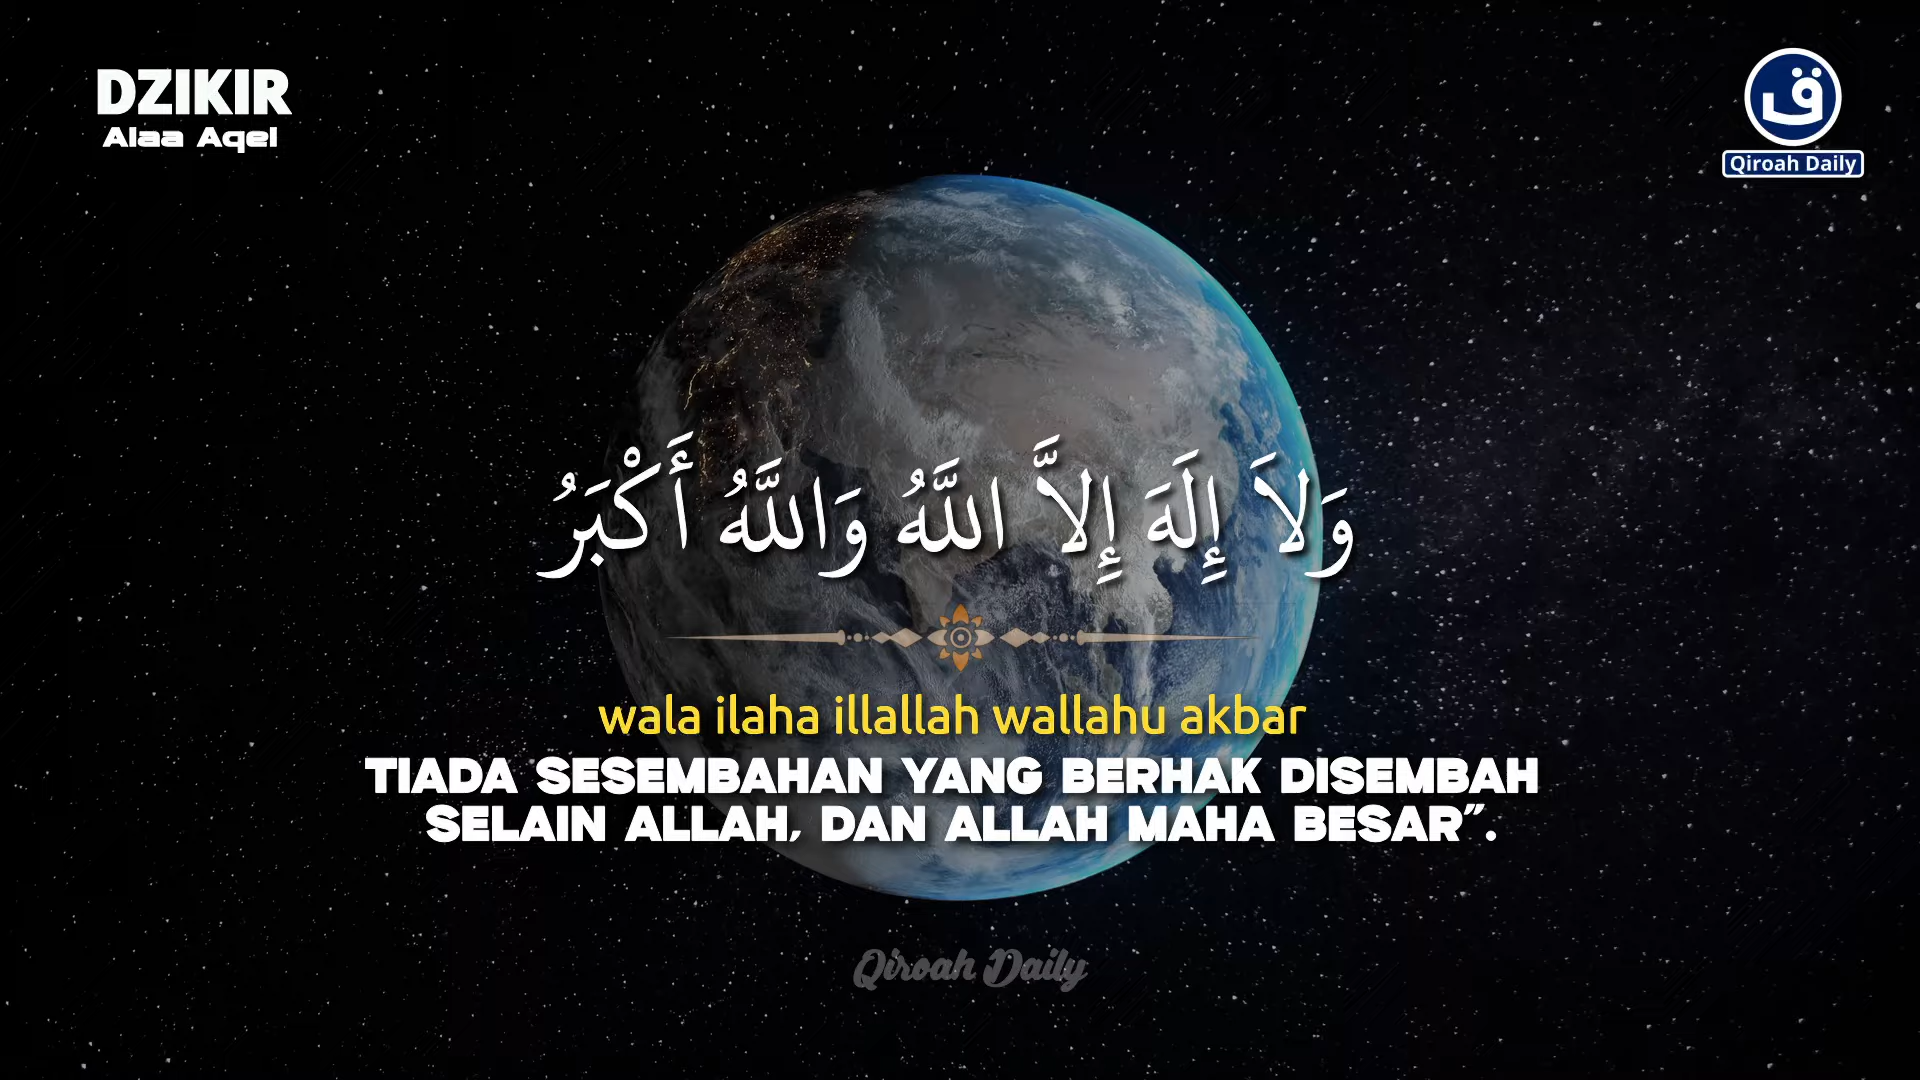 DZIKIR
Alaa Aqel
ق
Qiroah Daily
وَلاَ إِلَهَ إِلاَّ اللَّهُ وَاللَّهُ أَكْبَرُ
wala ilaha illallah wallahu akbar
TIADA SESEMBAHAN YANG BERHAK DISEMBAH
SELAIN ALLAH, DAN ALLAH MAHA BESAR”.
Qiroah Daily